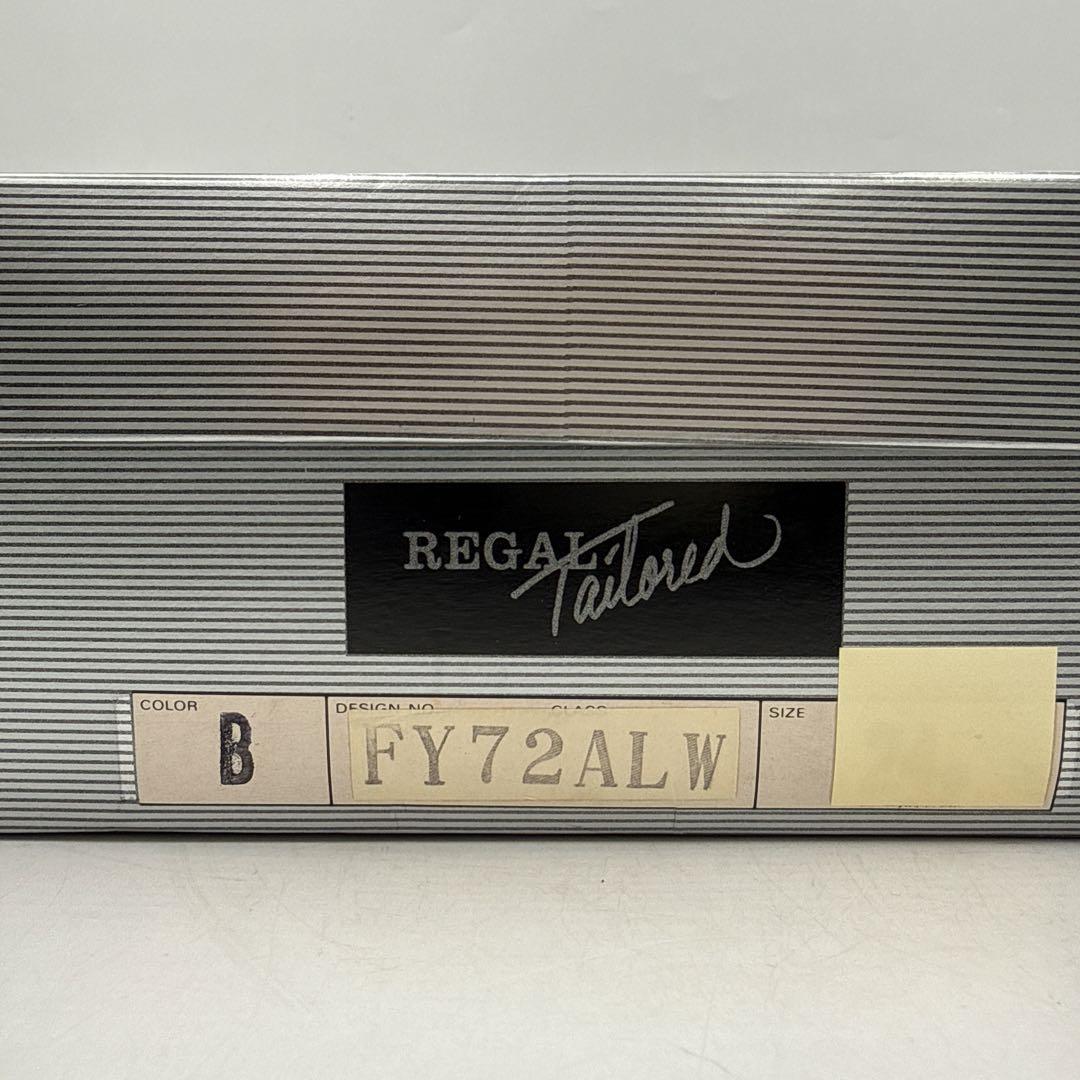 REGAL Tailored
COLOR DESIGN NO. CLASS SIZE
B FY72ALW